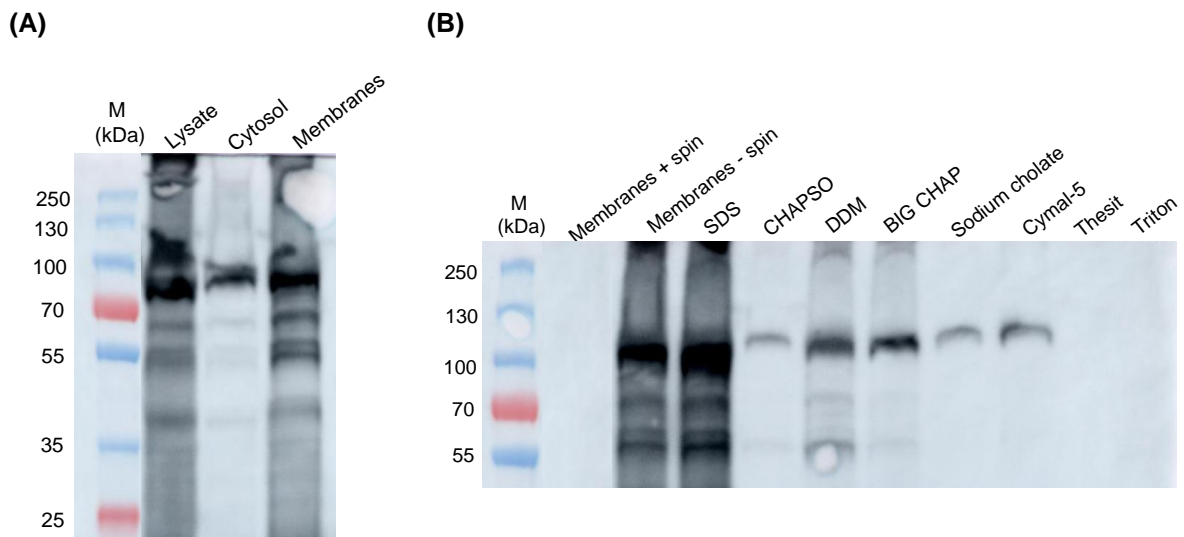 (A)
M
(kDa)
Lysate
Cytosol
Membranes
250
130
100
70
55
35
25
(B)
M
(kDa)
Membranes + spin
Membranes - spin
SDS
CHAPSO
DDM
BIG CHAP
Sodium cholate
Cymal-5
Thesit
Triton
250
130
100
70
55